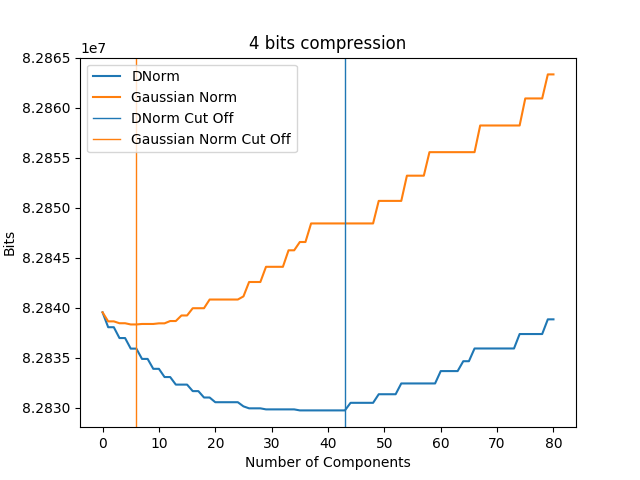 4 bits compression
1e7
8.2865
8.2860
8.2855
8.2850
8.2845
8.2840
8.2835
8.2830
Bits
DNorm
Gaussian Norm
DNorm Cut Off
Gaussian Norm Cut Off
0 10 20 30 40 50 60 70 80
Number of Components